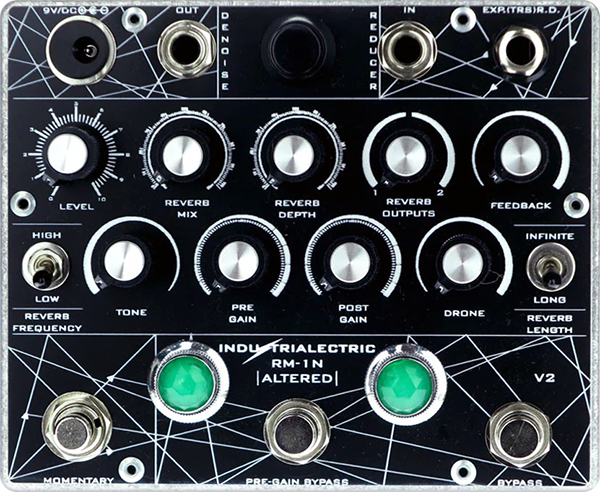 9V/DC
OUT
DENOISE
REDUCER
IN
EXP.(TRS)R.D.
LEVEL
0
10
REVERB
MIX
REVERB
DEPTH
1
2
REVERB
OUTPUTS
FEEDBACK
HIGH
LOW
REVERB
FREQUENCY
TONE
PRE
GAIN
POST
GAIN
DRONE
INFINITE
LONG
REVERB
LENGTH
INDUSTRIALECTRIC
RM-1N
|ALTERED|
V2
MOMENTARY
PRE-GAIN BYPASS
BYPASS